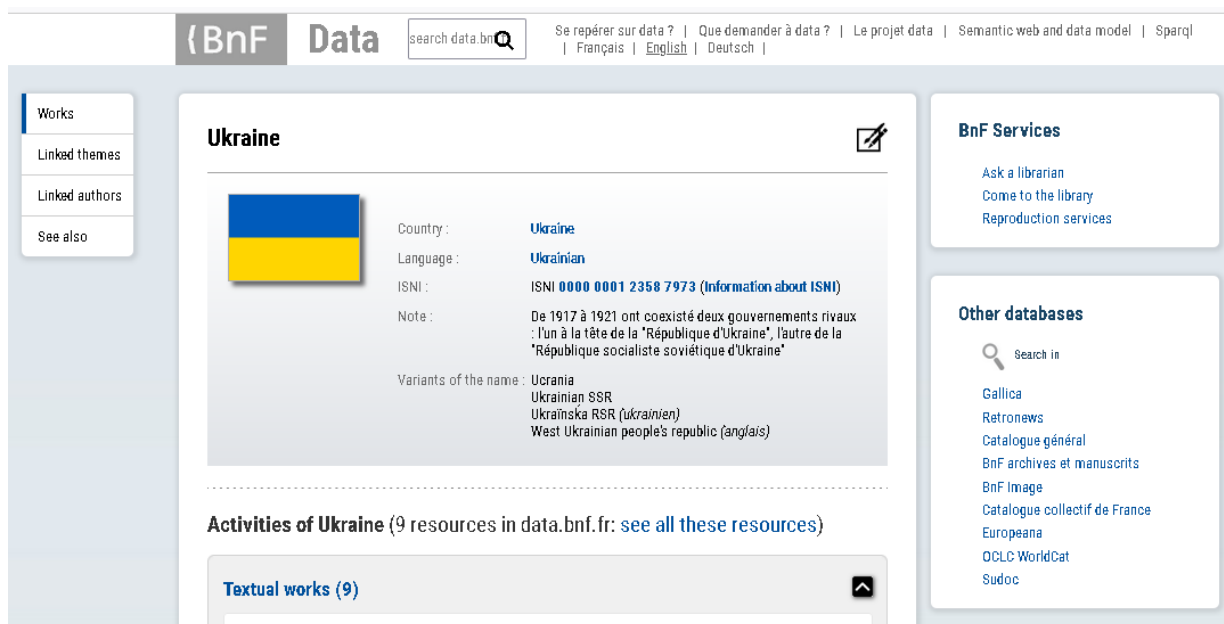 {BnF Data
search data.bn
Se repérer sur data ? | Que demander à data ? | Le projet data | Semantic web and data model | Sparql
| Français | English | Deutsch |
Works
Linked themes
Linked authors
See also
Ukraine
Country : Ukraine
Language : Ukrainian
ISNI : ISNI 0000 0001 2358 7973 (Information about ISNI)
Note : De 1917 à 1921 ont coexisté deux gouvernements rivaux
: l'un à la tête de la "République d'Ukraine", l'autre de la
"République socialiste soviétique d'Ukraine"
Variants of the name : Ucrania
Ukrainian SSR
Ukraïnsḱa RSR (ukrainien)
West Ukrainian people's republic (anglais)
Activities of Ukraine (9 resources in data.bnf.fr: see all these resources)
Textual works (9)
BnF Services
Ask a librarian
Come to the library
Reproduction services
Other databases
Search in
Gallica
Retronews
Catalogue général
BnF archives et manuscrits
BnF Image
Catalogue collectif de France
Europeana
OCLC WorldCat
Sudoc